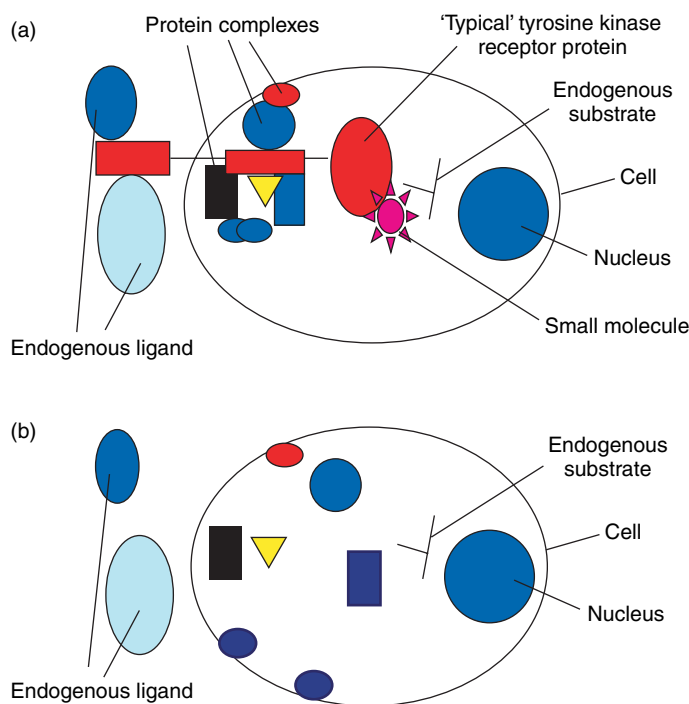 (a)
Protein complexes
‘Typical’ tyrosine kinase
receptor protein
Endogenous
substrate
Cell
Nucleus
Small molecule
Endogenous ligand
(b)
Endogenous
substrate
Cell
Nucleus
Endogenous ligand